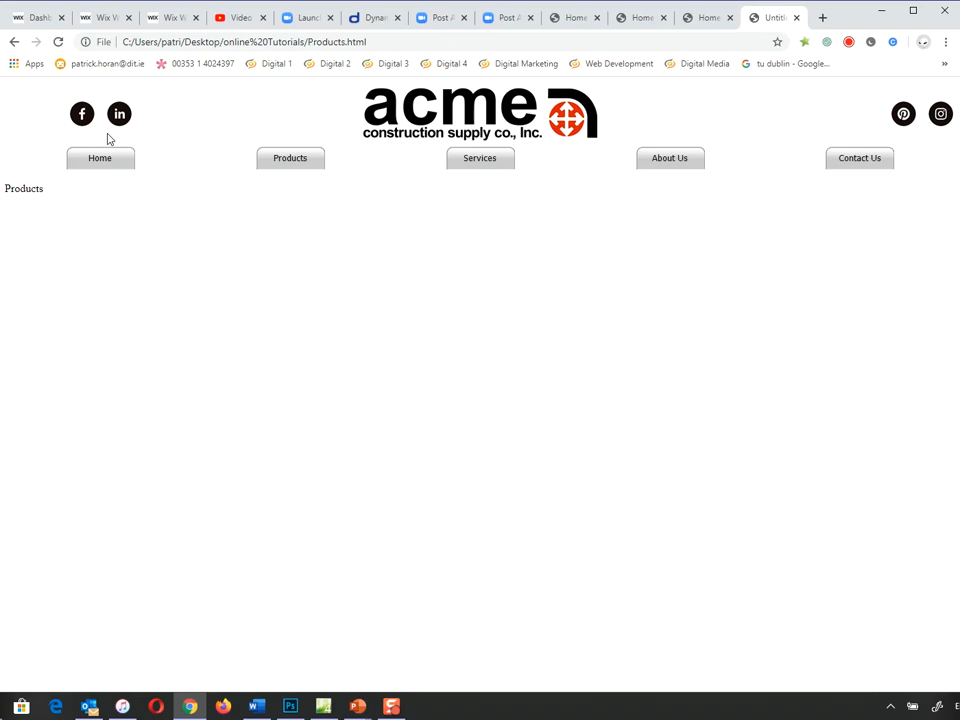 Dashb
Wix W
Wix W
Video
Launc
Dynan
Post A
Post A
Home
Home
Home
Untitl
File
C:/Users/patri/Desktop/online%20Tutorials/Products.html
Apps
patrick.horan@dit.ie
00353 1 4024397
Digital 1
Digital 2
Digital 3
Digital 4
Digital Marketing
Web Development
Digital Media
tu dublin - Google...
acme
construction supply co., Inc.
Home
Products
Services
About Us
Contact Us
Products